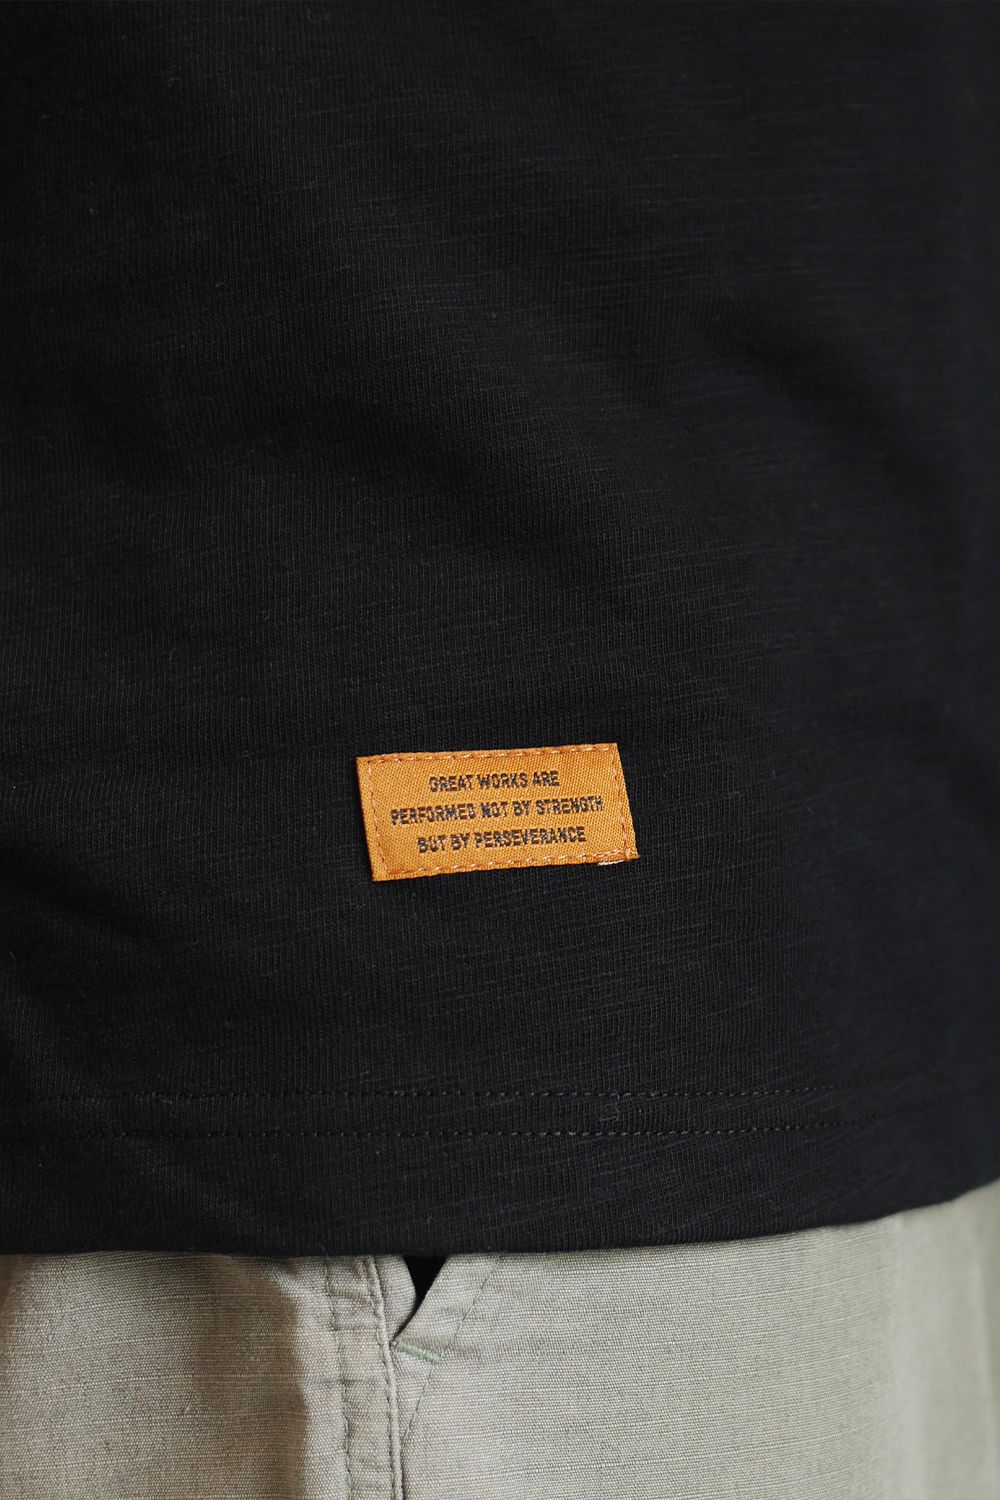 GREAT WORKS ARE
PERFORMED NOT BY STRENGTH
BUT BY PERSEVERANCE